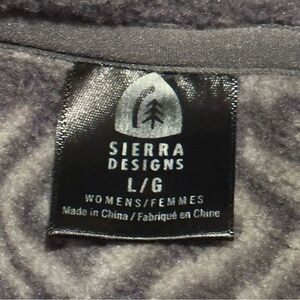 SIERRA
DESIGNS
L/G
WOMENS/FEMMES
Made in China / Fabriqué en Chine